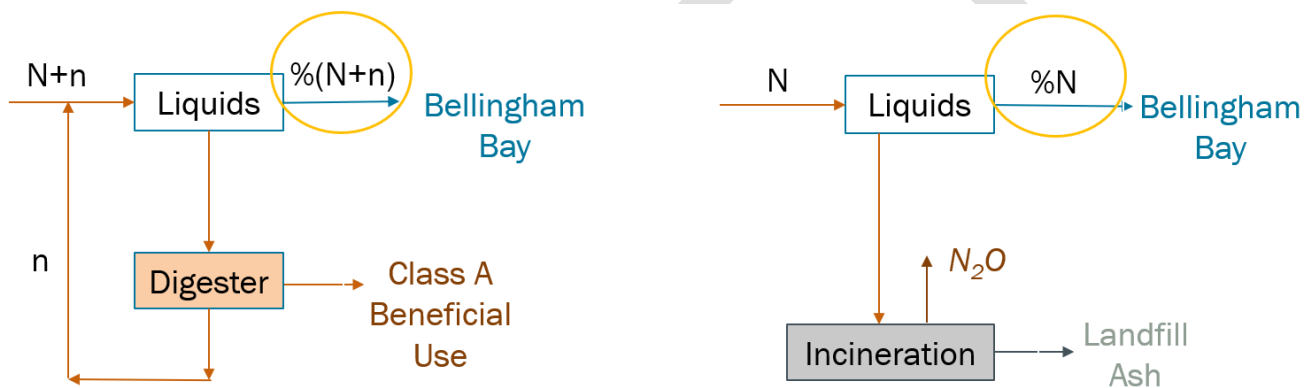 N+n
Liquids
%(N+n)
Bellingham
Bay
n
Digester
Class A
Beneficial
Use
N
Liquids
%N
Bellingham
Bay
N₂O
Incineration
Landfill
Ash